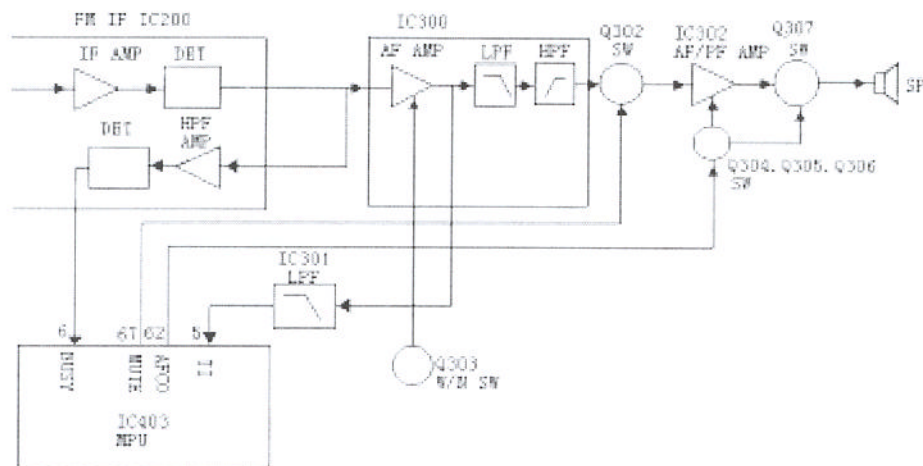 FM IF IC200
IC300
Q302
SW
IC302
AF/PF AMP
Q307
SW
IF AMP
DET
AF AMP
LPF
HPF
SP
DET
HPF
AMP
Q304, Q305, Q306
SW
IC301
LPF
6
67
62
5
BUSY
MUTE
AFCO
TI
Q303
W/N SW
IC403
MPU